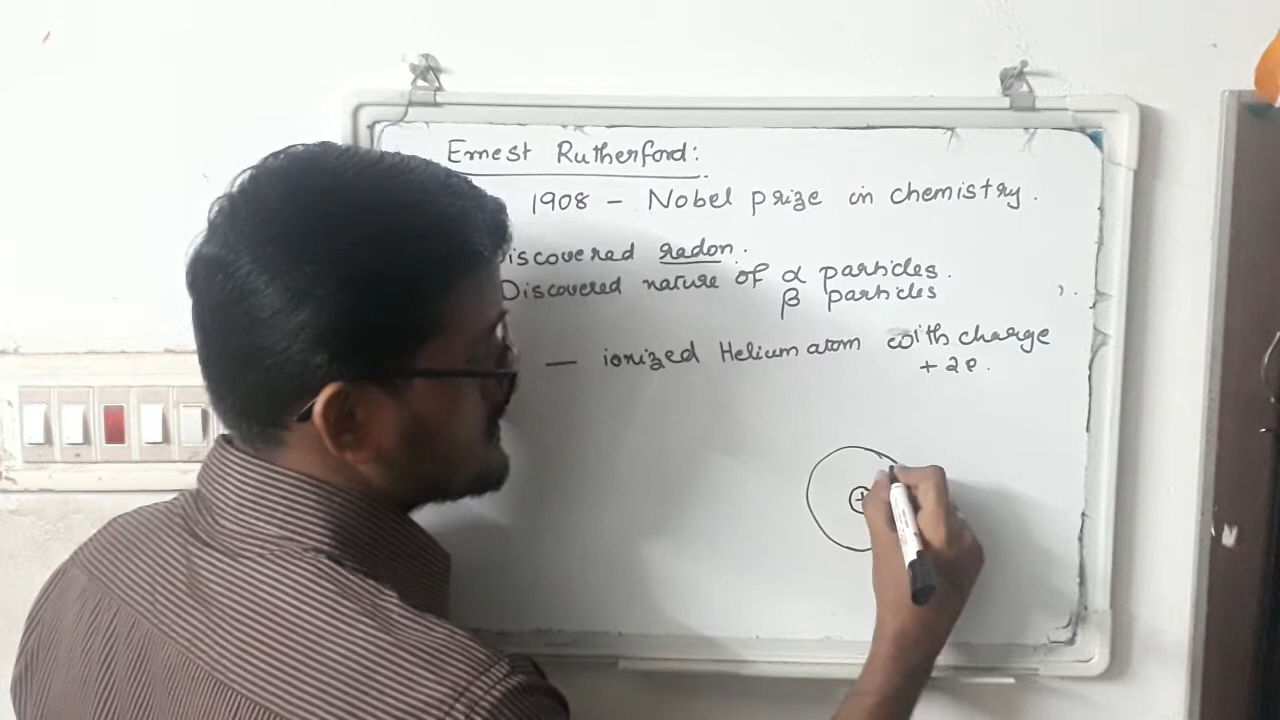 Ernest Rutherford:
1908 – Nobel prize in chemistry.
iscovered radon.
Discovered nature of α particles.
β particles
— ionized Helium atom with charge
+2e.
+